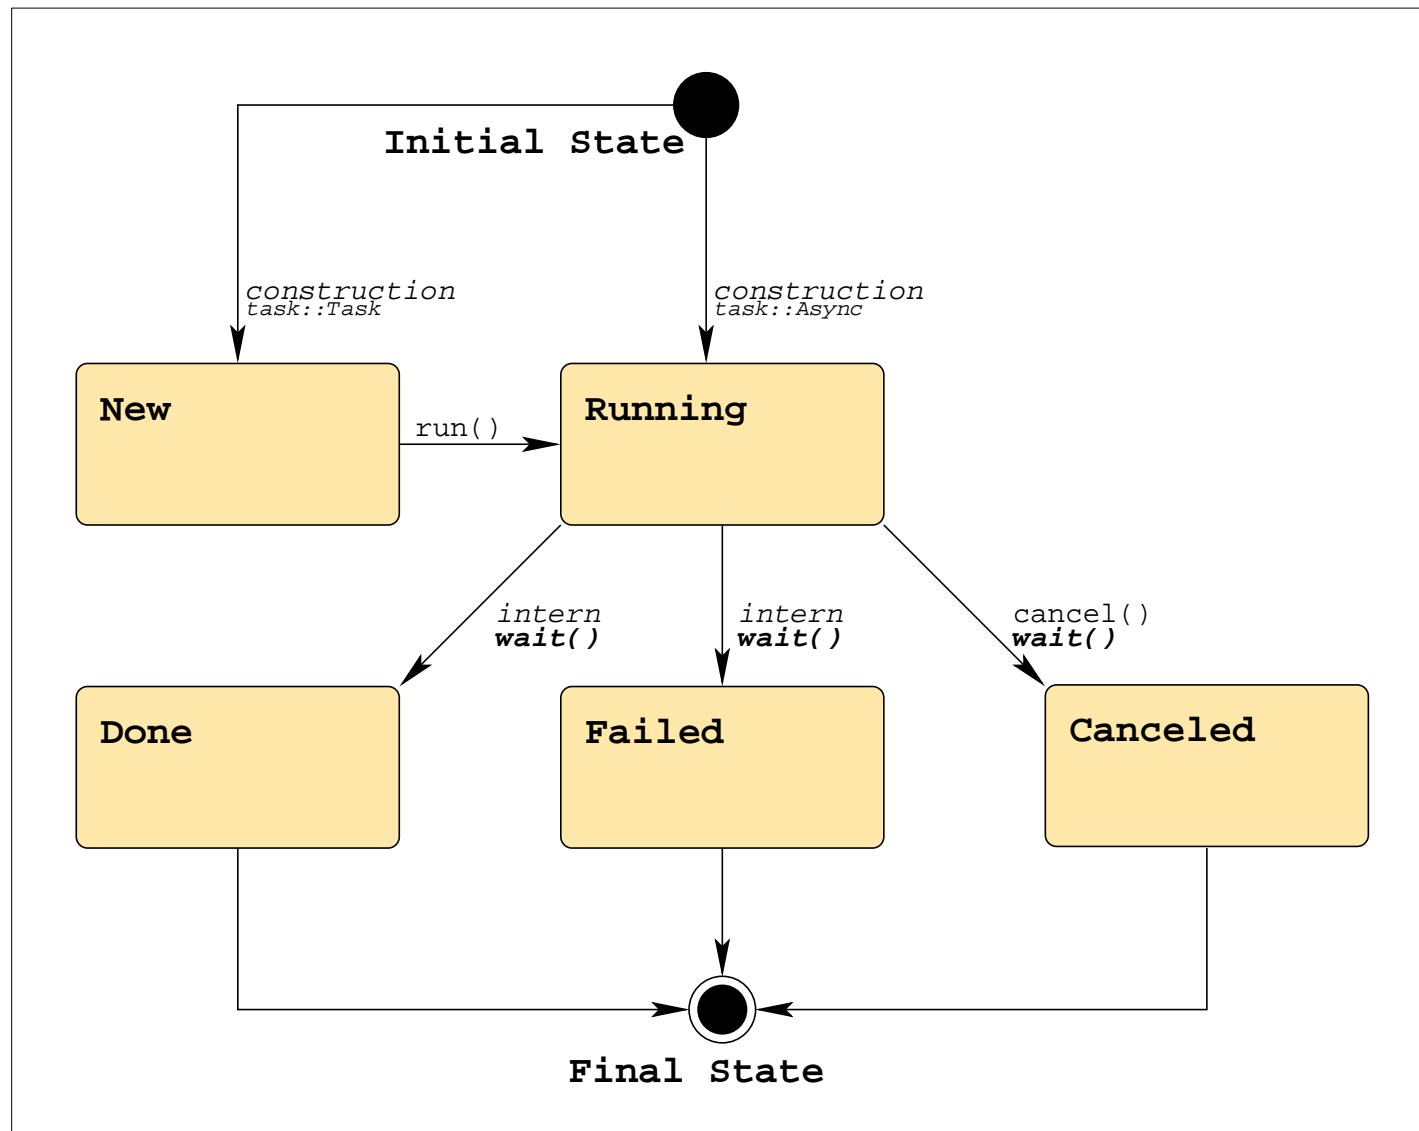 Initial State
construction
task::Task
construction
task::Async
New
run()
Running
intern
wait()
intern
wait()
cancel()
wait()
Done
Failed
Canceled
Final State